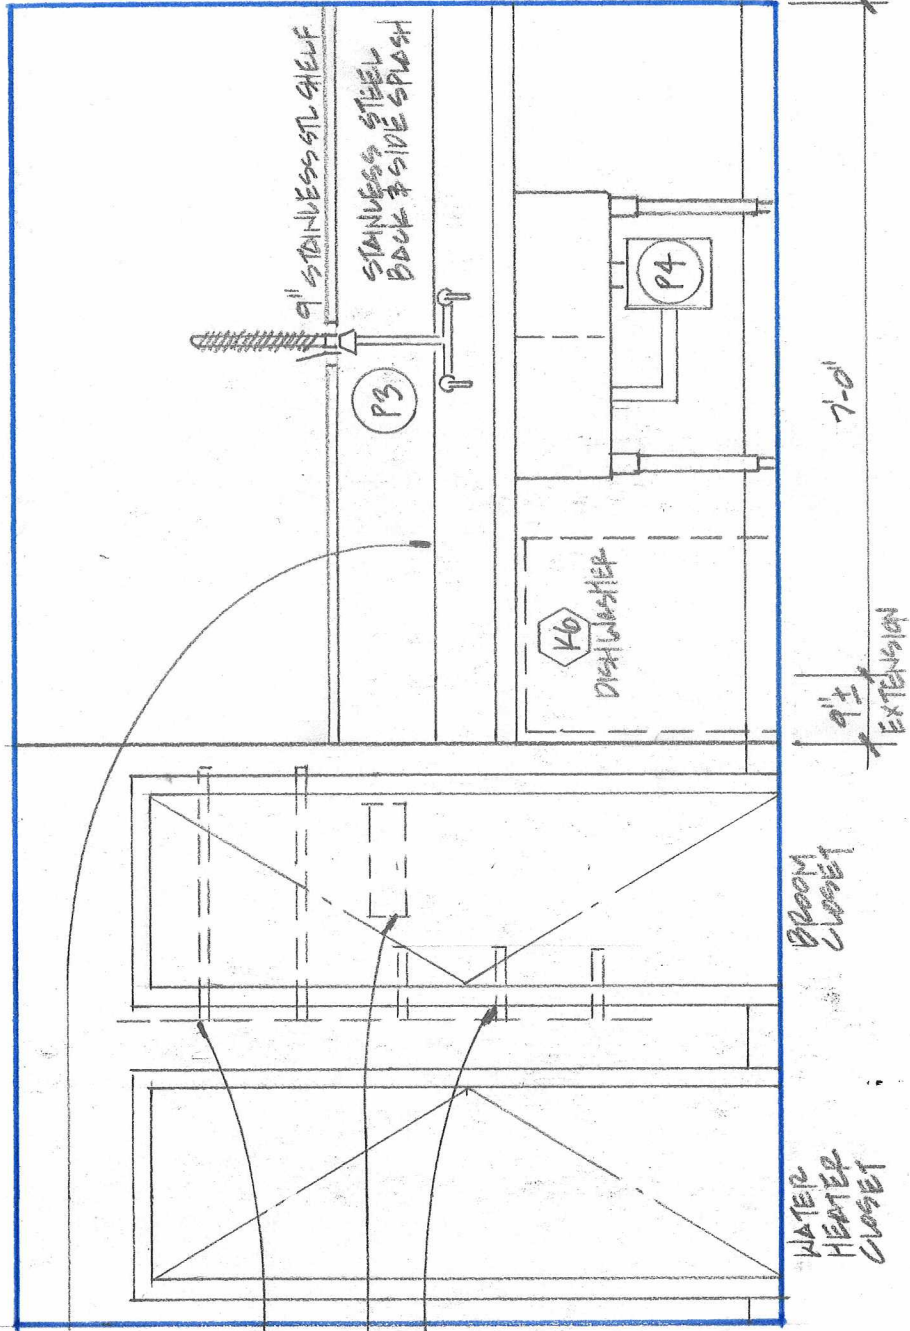 9" STAINLESS STL SHELF
STAINLESS STEEL
BACK & SIDE SPLASH
P3
P4
K6
DISHWASHER
7'-0"
9"±
EXTENSION
BROOM
CLOSET
WATER
HEATER
CLOSET